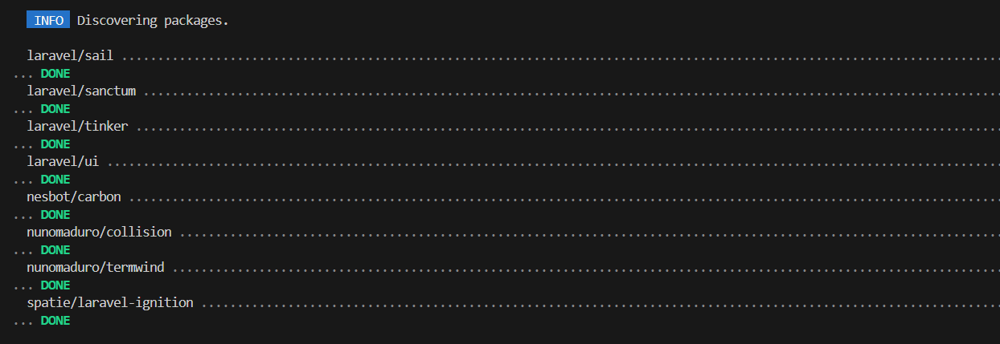 INFO Discovering packages.
laravel/sail ........................................................................................................................
... DONE
laravel/sanctum .....................................................................................................................
... DONE
laravel/tinker ......................................................................................................................
... DONE
laravel/ui ..........................................................................................................................
... DONE
nesbot/carbon .......................................................................................................................
... DONE
nunomaduro/collision ................................................................................................................
... DONE
nunomaduro/termwind .................................................................................................................
... DONE
spatie/laravel-ignition .............................................................................................................
... DONE